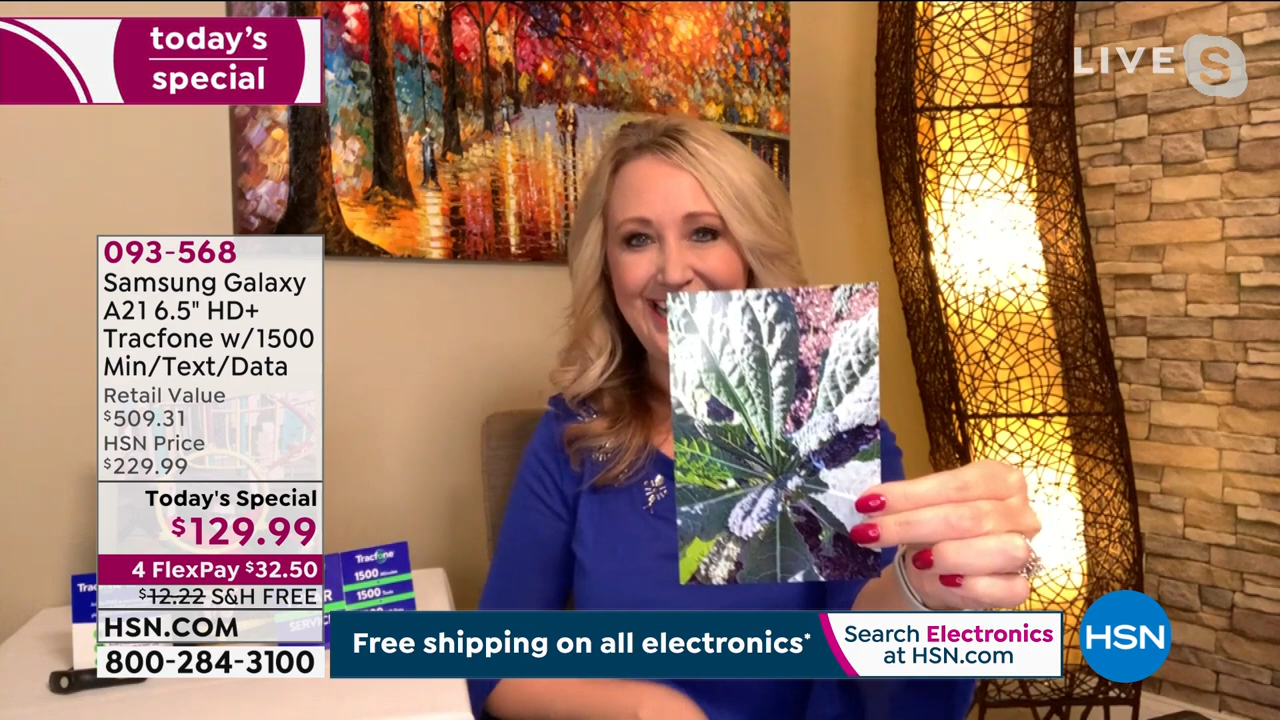 today's
special
LIVE S
093-568
Samsung Galaxy
A21 6.5" HD+
Tracfone w/1500
Min/Text/Data
Retail Value
$509.31
HSN Price
$229.99
Today's Special
$129.99
4 FlexPay $32.50
$12.22 S&H FREE
HSN.COM
800-284-3100
Tracfone
1500 Minutes
1500 Texts
Free shipping on all electronics*
Search Electronics
at HSN.com
HSN